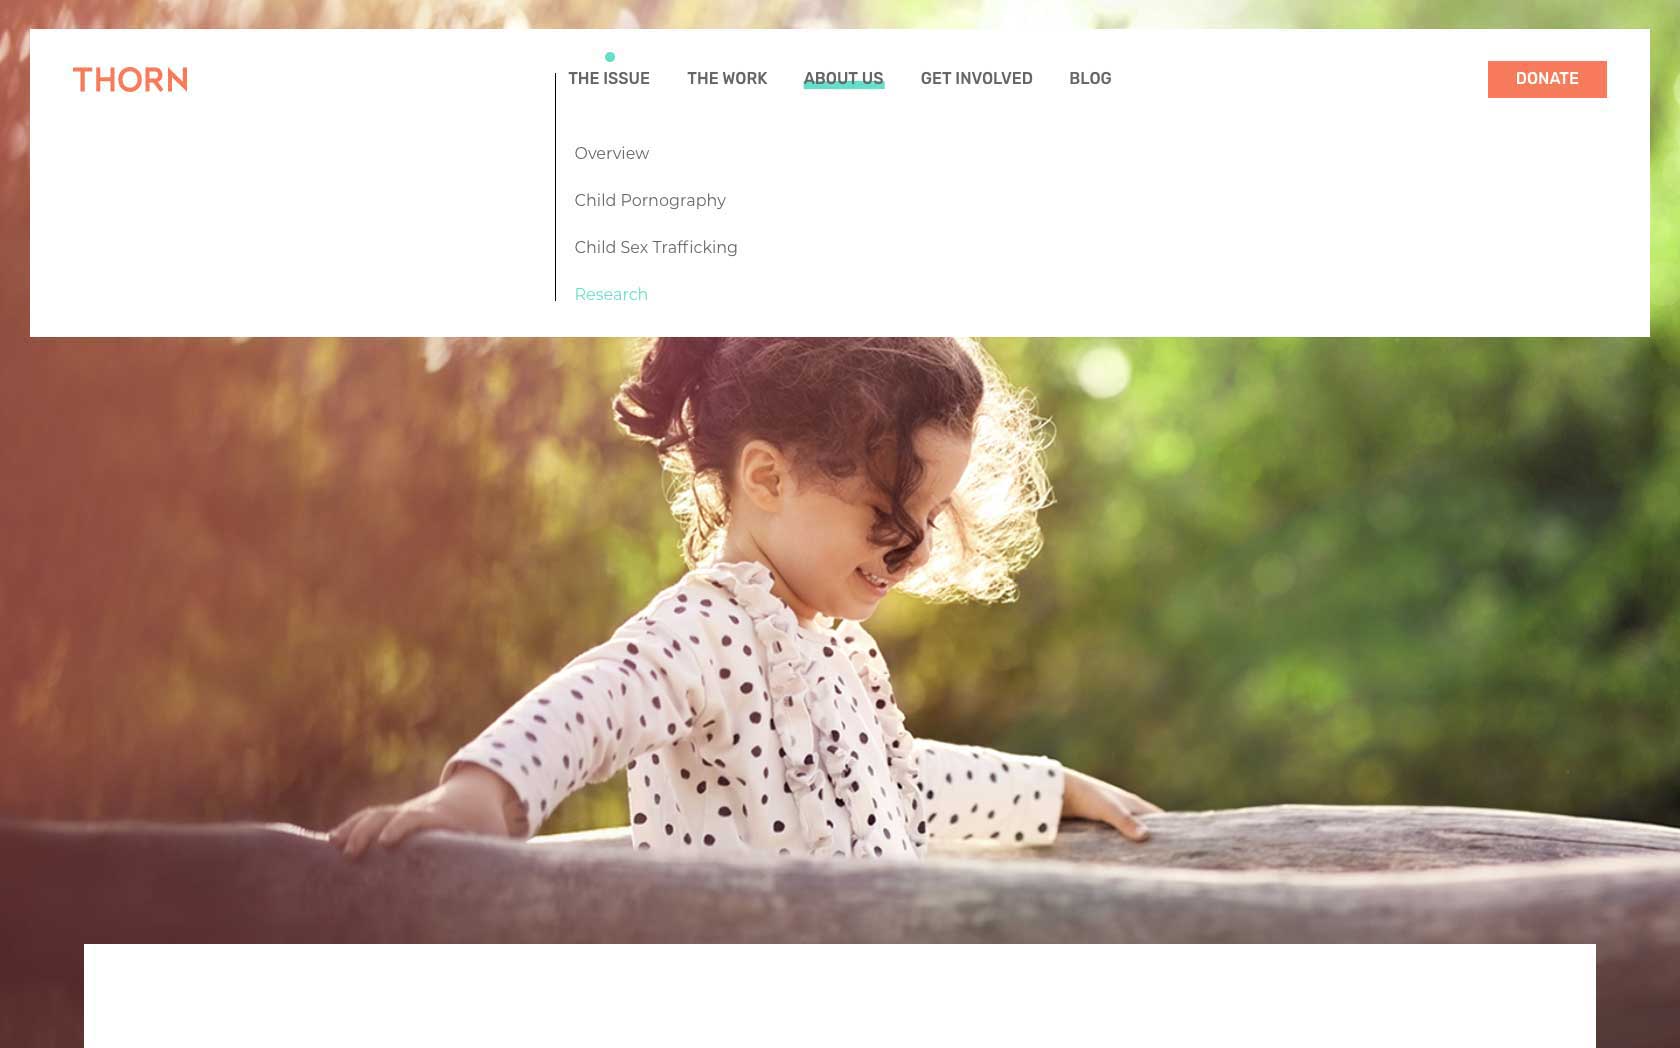 THORN
THE ISSUE THE WORK ABOUT US GET INVOLVED BLOG
DONATE
Overview
Child Pornography
Child Sex Trafficking
Research